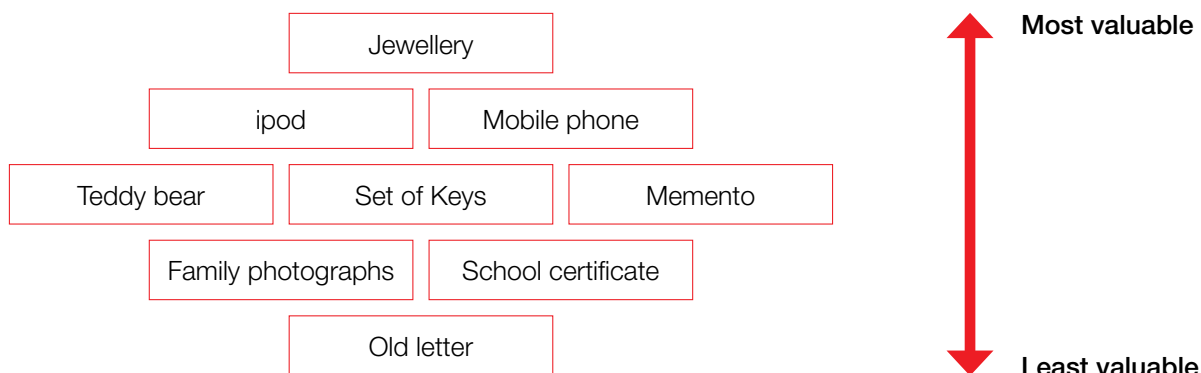 Jewellery
Most valuable
ipod
Mobile phone
Teddy bear
Set of Keys
Memento
Family photographs
School certificate
Old letter
Least valuable